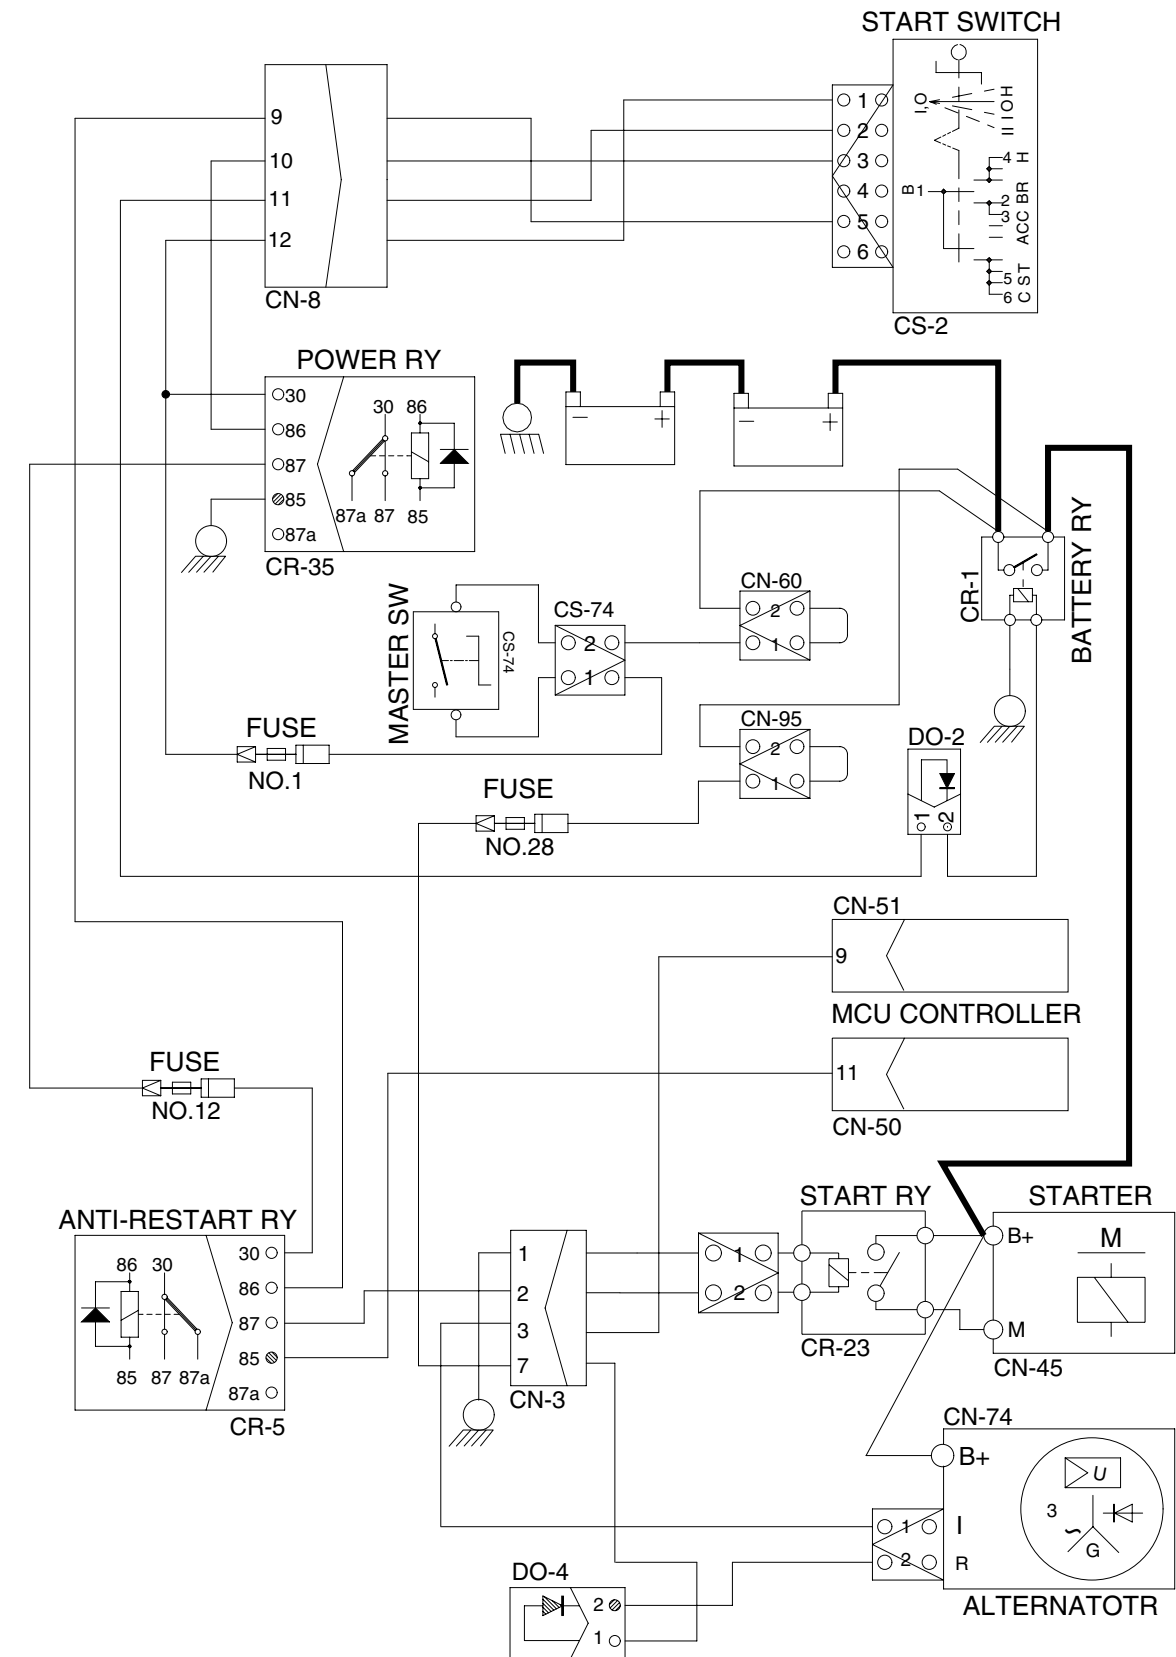 START SWITCH
I,O
H
O
I
II
9
10
11
12
CN-8
1
2
3
4
5
6
B1
4 H
BR
2
3
ACC
ST
5
6 C
CS-2
POWER RY
30
86
87
85
87a
30 86
87a 87 85
CR-35
− +
− +
CR-1
BATTERY RY
MASTER SW
CS-74
CS-74
2
1
CN-60
2
1
CN-95
2
1
FUSE
NO.1
FUSE
NO.28
DO-2
1
2
CN-51
9
MCU CONTROLLER
11
CN-50
FUSE
NO.12
ANTI-RESTART RY
86 30
85 87 87a
30
86
87
85
87a
CR-5
1
2
3
7
CN-3
1
2
START RY
CR-23
STARTER
B+
M
M
CN-45
CN-74
B+
U
3
~
G
1
2
I
R
ALTERNATOTR
DO-4
2
1